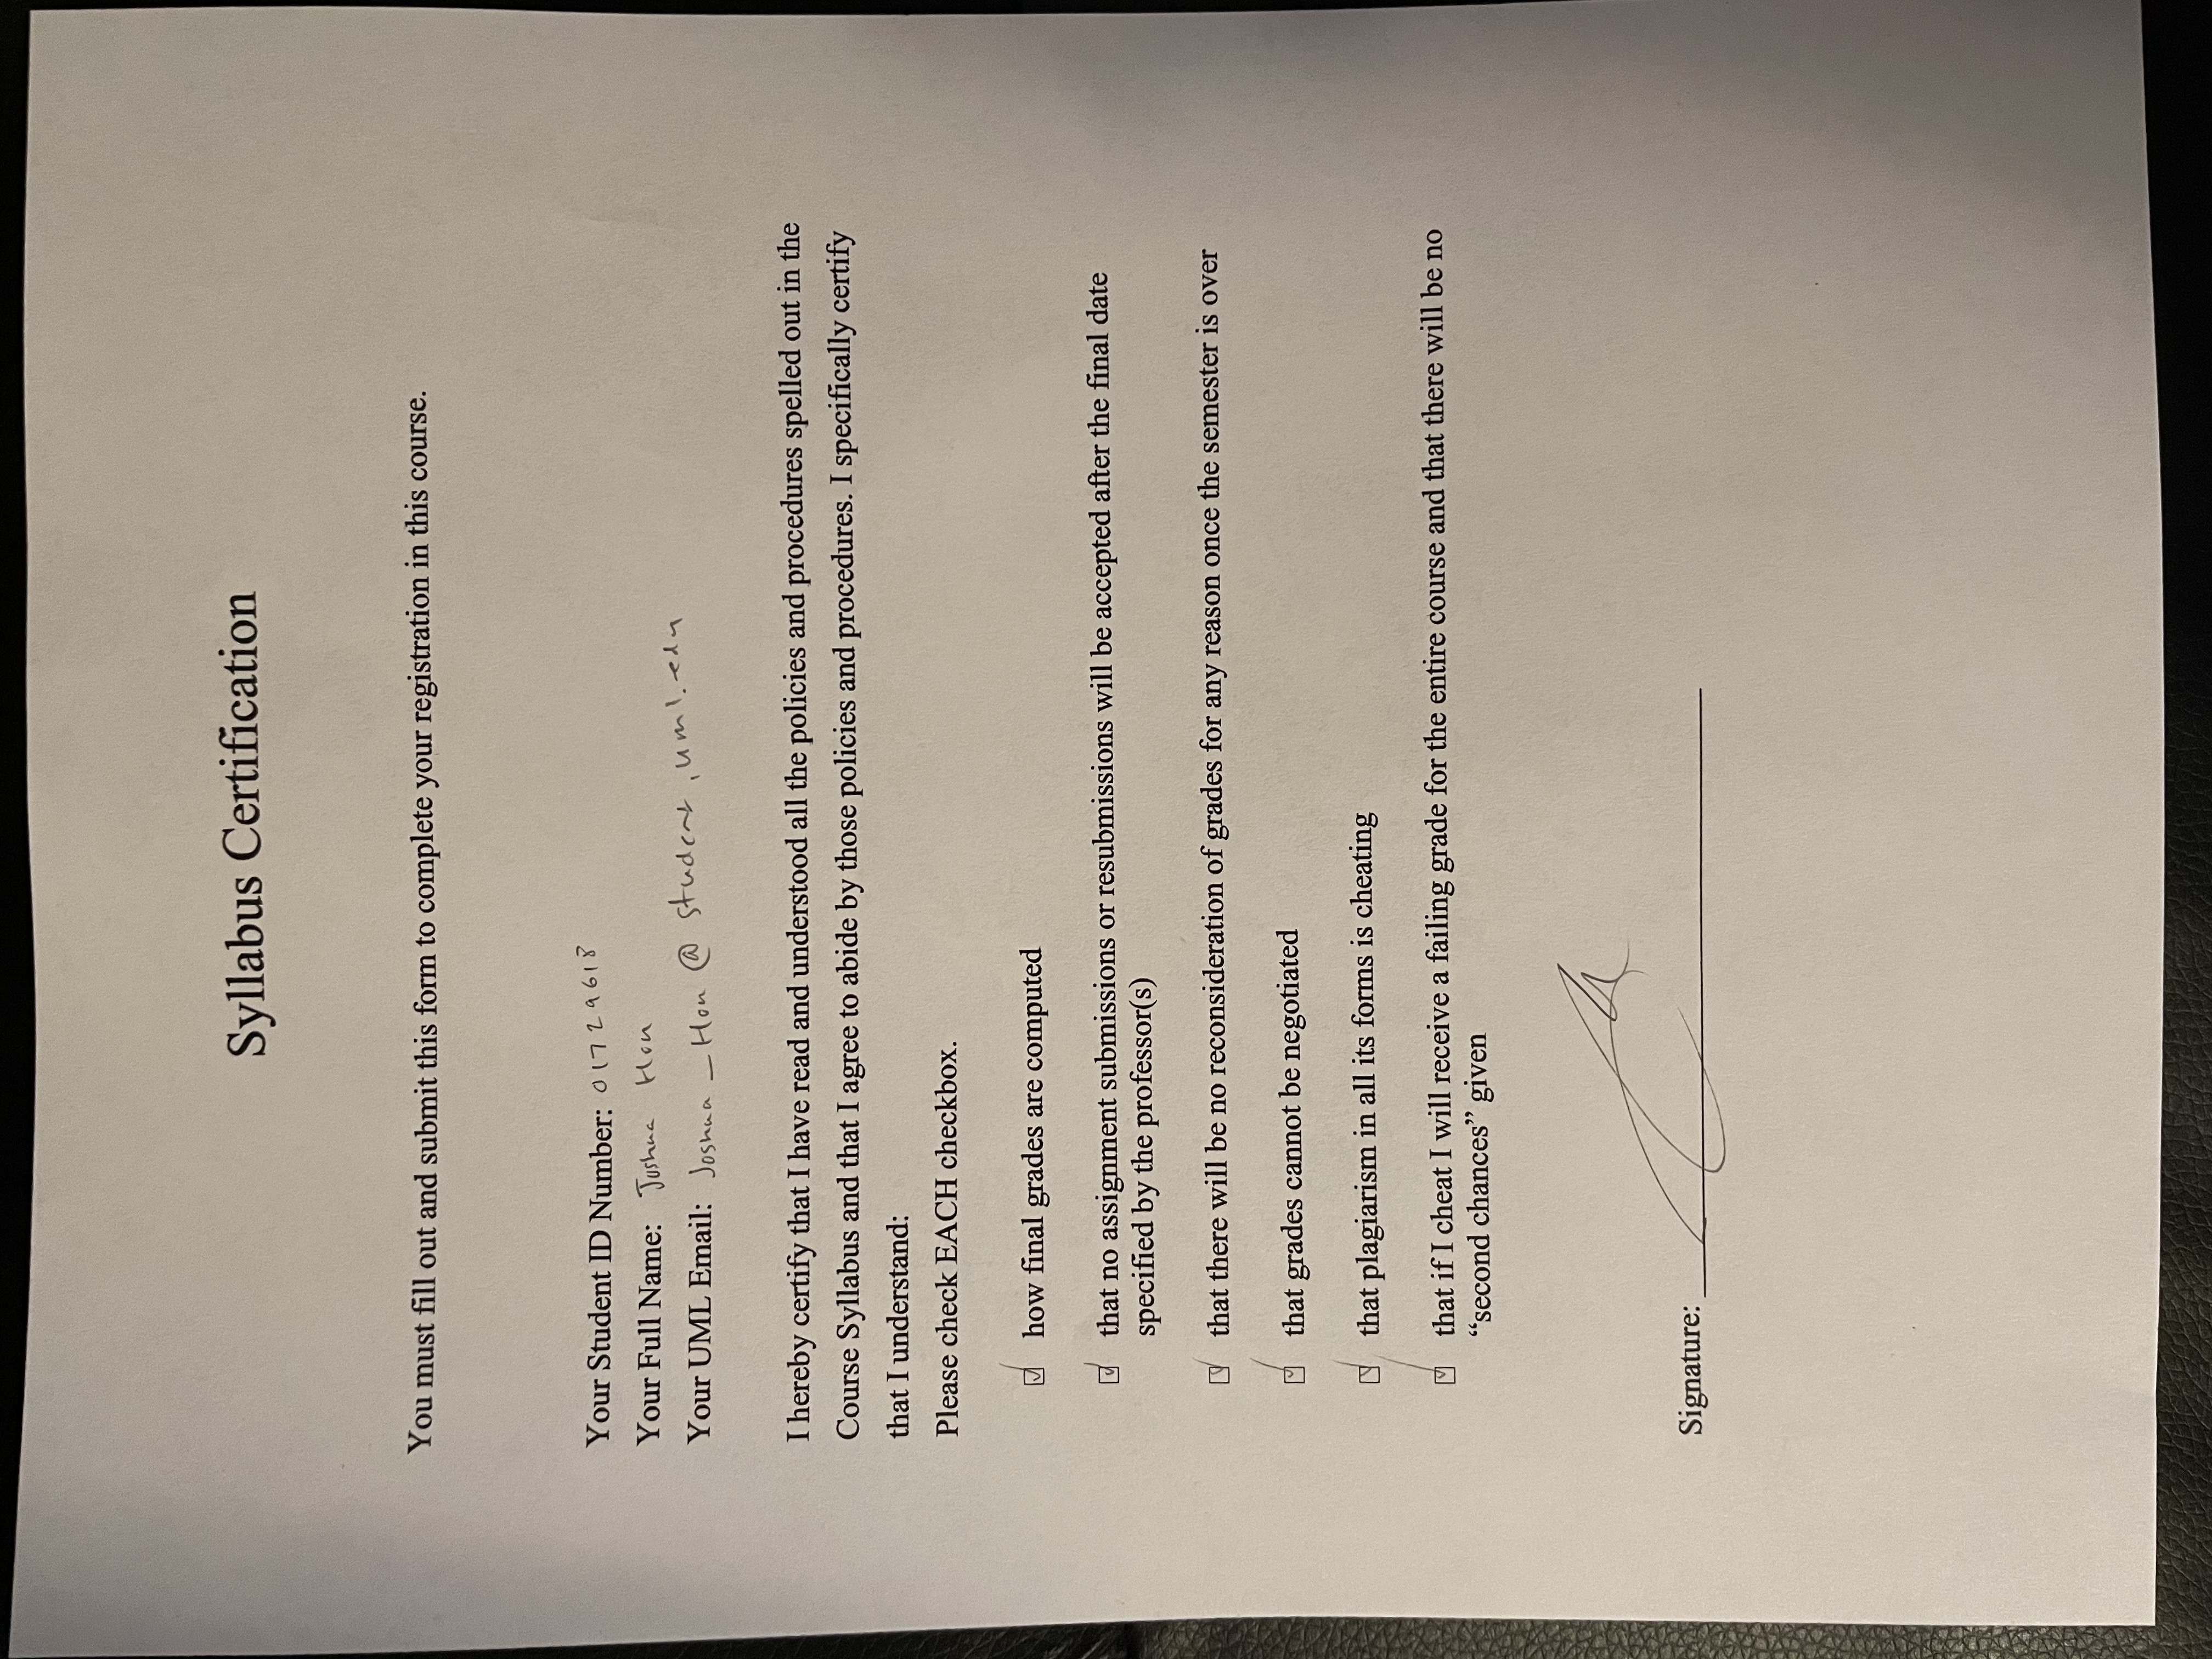 Syllabus Certification
You must fill out and submit this form to complete your registration in this course.
Your Student ID Number: 01729618
Your Full Name: Joshua Hon
Your UML Email: Joshua_Hon@student.uml.edu
I hereby certify that I have read and understood all the policies and procedures spelled out in the
Course Syllabus and that I agree to abide by those policies and procedures. I specifically certify
that I understand:
Please check EACH checkbox.
☑ how final grades are computed
☑ that no assignment submissions or resubmissions will be accepted after the final date
specified by the professor(s)
☑ that there will be no reconsideration of grades for any reason once the semester is over
☑ that grades cannot be negotiated
☑ that plagiarism in all its forms is cheating
☑ that if I cheat I will receive a failing grade for the entire course and that there will be no
“second chances” given
Signature: